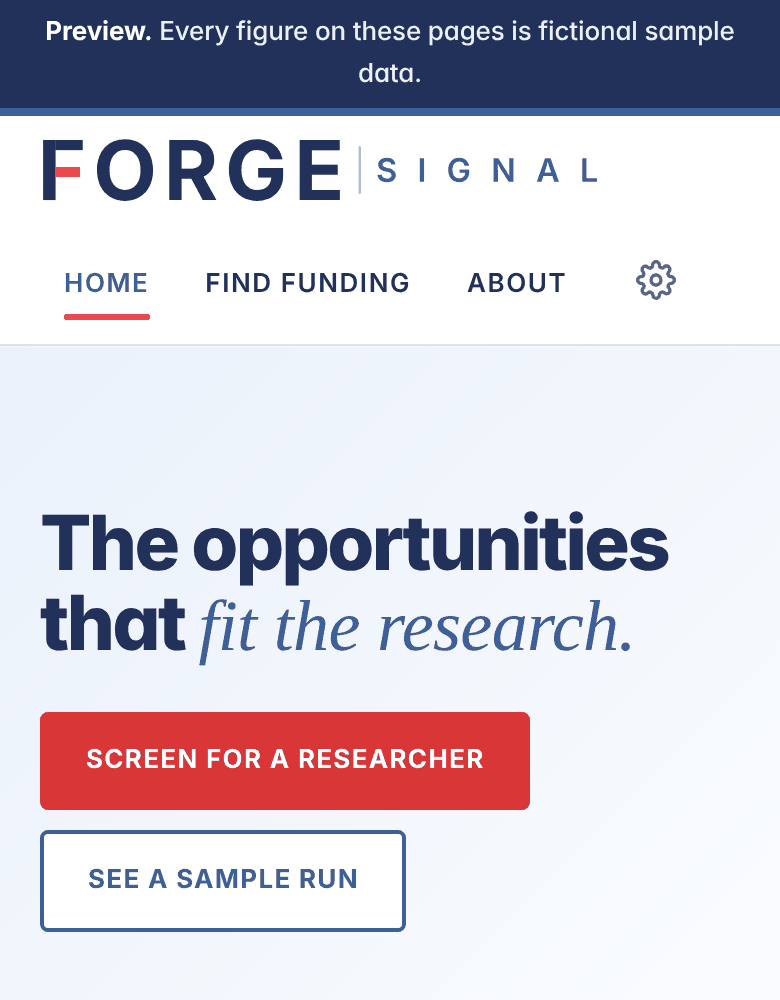 Preview. Every figure on these pages is fictional sample
data.
FORGE | SIGNAL
HOME FIND FUNDING ABOUT
The opportunities
that fit the research.
SCREEN FOR A RESEARCHER
SEE A SAMPLE RUN